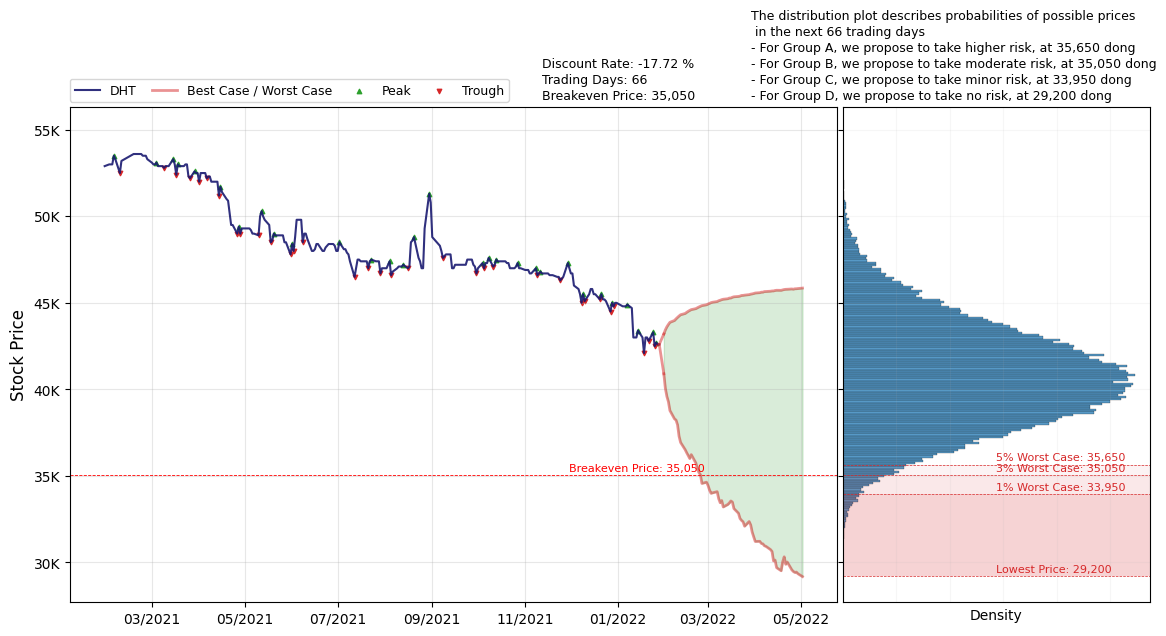 The distribution plot describes probabilities of possible prices
in the next 66 trading days
- For Group A, we propose to take higher risk, at 35,650 dong
- For Group B, we propose to take moderate risk, at 35,050 dong
- For Group C, we propose to take minor risk, at 33,950 dong
- For Group D, we propose to take no risk, at 29,200 dong
Discount Rate: -17.72 %
Trading Days: 66
Breakeven Price: 35,050
DHT
Best Case / Worst Case
Peak
Trough
Stock Price
55K
50K
45K
40K
35K
30K
Breakeven Price: 35,050
5% Worst Case: 35,650
3% Worst Case: 35,050
1% Worst Case: 33,950
Lowest Price: 29,200
03/2021
05/2021
07/2021
09/2021
11/2021
01/2022
03/2022
05/2022
Density